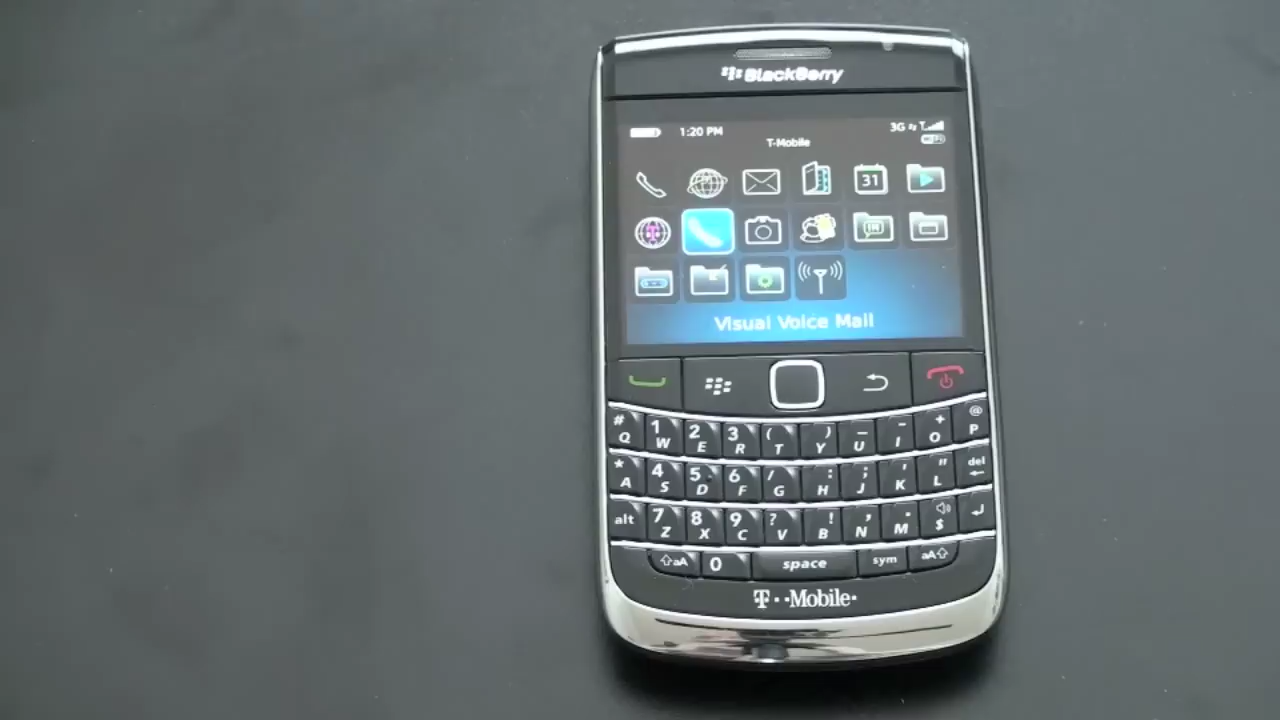 BlackBerry
1:20 PM
3G
T-Mobile
31
Visual Voice Mail
# 1 2 3 ( ) _ - + @
Q W E R T Y U I O P
* 4 5 6 / : ; ' " del
A S D F G H J K L
alt 7 8 9 ? ! , .
Z X C V B N M $
aA 0 space sym aA
T··Mobile·